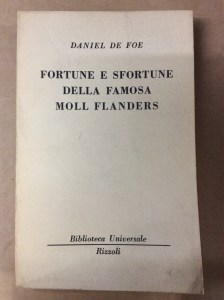 DANIEL DE FOE
FORTUNE E SFORTUNE
DELLA FAMOSA
MOLL FLANDERS
Biblioteca Universale
Rizzoli